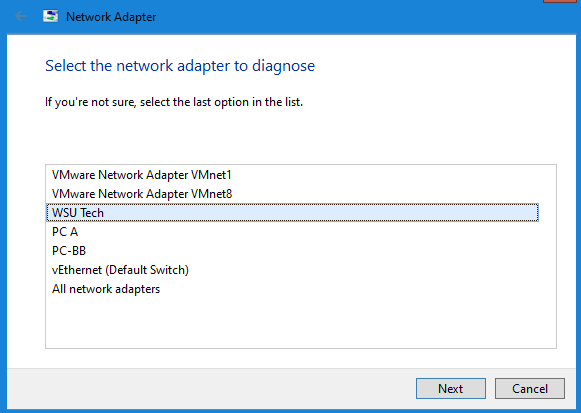 Network Adapter
Select the network adapter to diagnose
If you're not sure, select the last option in the list.
VMware Network Adapter VMnet1
VMware Network Adapter VMnet8
WSU Tech
PC A
PC-BB
vEthernet (Default Switch)
All network adapters
Next
Cancel